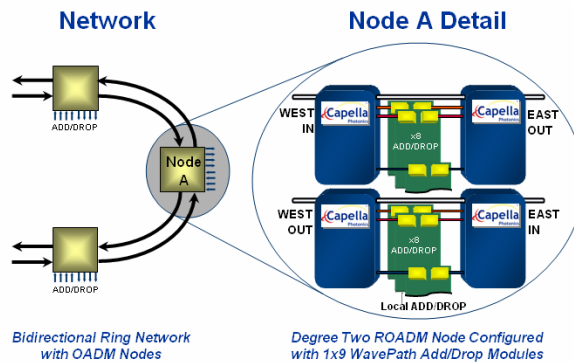 Network
Node A Detail
ADD/DROP
Node
A
ADD/DROP
WEST
IN
Capella
Photonics
x8
ADD/DROP
Capella
Photonics
EAST
OUT
WEST
OUT
Capella
Photonics
x8
ADD/DROP
Capella
Photonics
EAST
IN
Local ADD/DROP
Bidirectional Ring Network
with OADM Nodes
Degree Two ROADM Node Configured
with 1x9 WavePath Add/Drop Modules